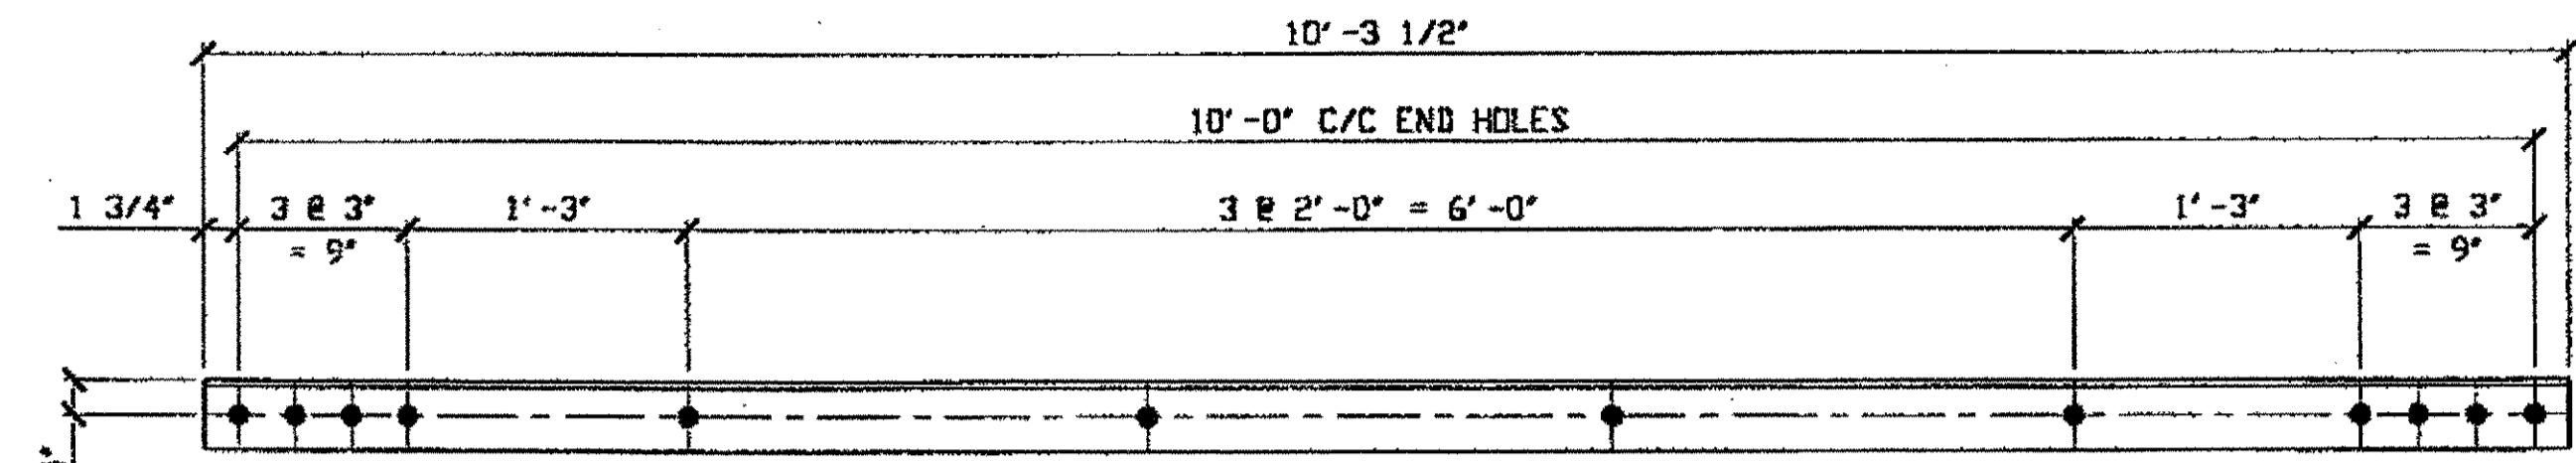 10'-3 1/2"
10'-0" C/C END HOLES
1 3/4"
3 @ 3"
= 9"
1'-3"
3 @ 2'-0" = 6'-0"
1'-3"
3 @ 3"
= 9"